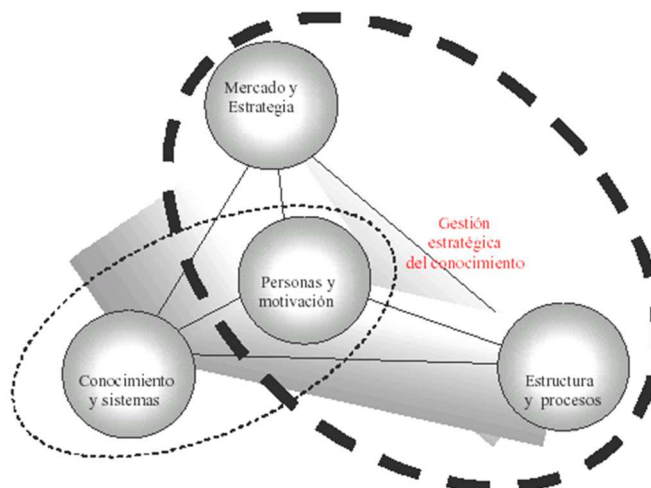 Mercado y
Estrategia
Gestión
estratégica
del conocimiento
Personas y
motivación
Conocimiento
y sistemas
Estructura
y procesos